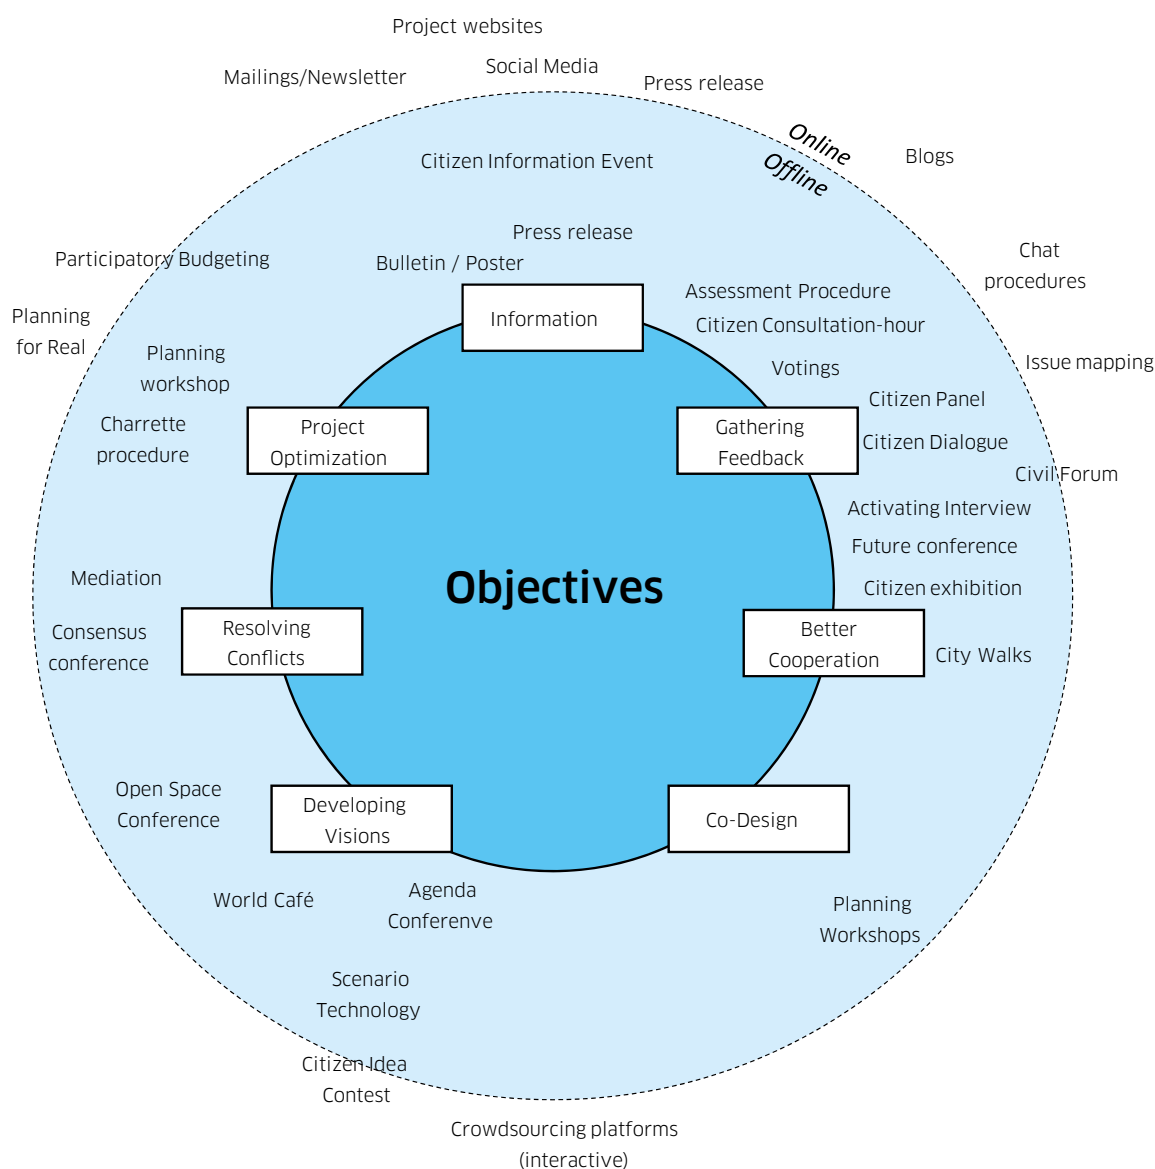 Project websites
Social Media
Mailings/Newsletter
Press release
Online
Offline
Blogs
Citizen Information Event
Press release
Chat
procedures
Participatory Budgeting
Bulletin / Poster
Assessment Procedure
Planning
for Real
Information
Citizen Consultation-hour
Planning
workshop
Votings
Issue mapping
Citizen Panel
Charrette
procedure
Project
Optimization
Gathering
Feedback
Citizen Dialogue
Civil Forum
Activating Interview
Future conference
Mediation
Objectives
Citizen exhibition
Consensus
conference
Resolving
Conflicts
Better
Cooperation
City Walks
Open Space
Conference
Developing
Visions
Co-Design
World Café
Agenda
Conferenve
Planning
Workshops
Scenario
Technology
Citizen Idea
Contest
Crowdsourcing platforms
(interactive)